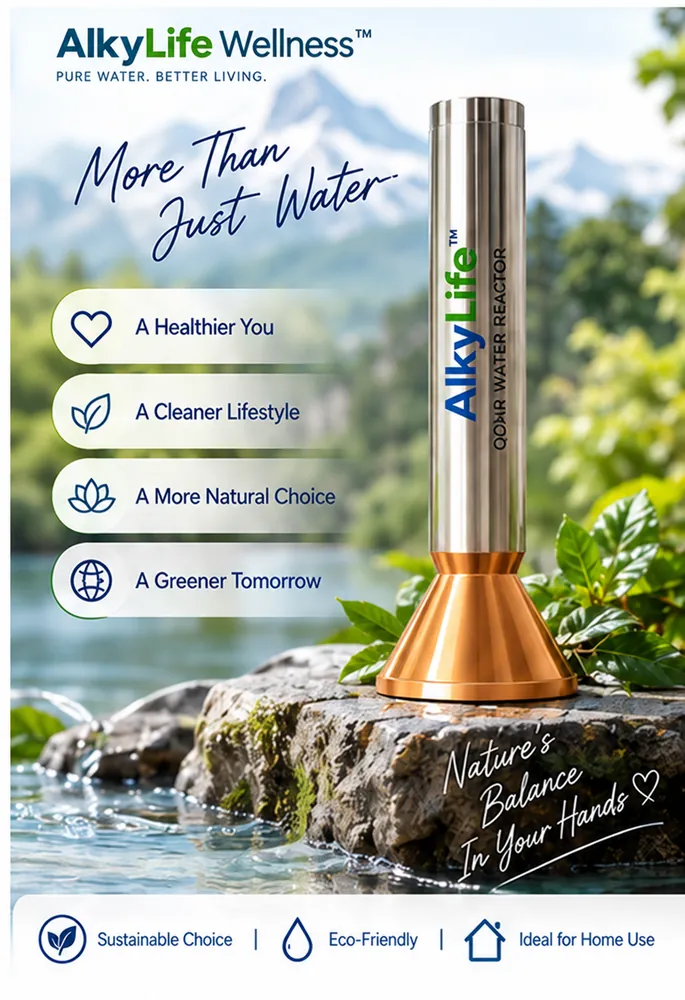 AlkyLife Wellness™
PURE WATER. BETTER LIVING.
More Than
Just Water
A Healthier You
A Cleaner Lifestyle
A More Natural Choice
A Greener Tomorrow
AlkyLife™
WATER REACTOR
Nature's
Balance
In Your Hands
Sustainable Choice | Eco-Friendly | Ideal for Home Use